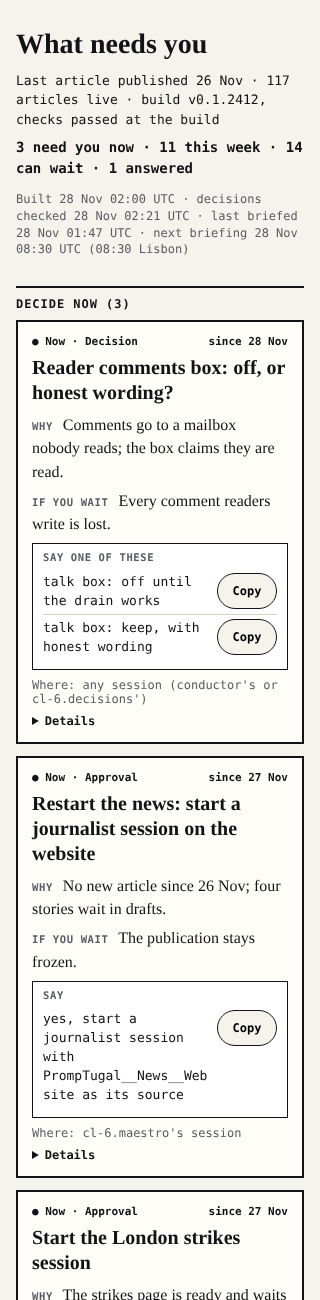 What needs you
Last article published 26 Nov · 117
articles live · build v0.1.2412,
checks passed at the build
3 need you now · 11 this week · 14
can wait · 1 answered
Built 28 Nov 02:00 UTC · decisions
checked 28 Nov 02:21 UTC · last briefed
28 Nov 01:47 UTC · next briefing 28 Nov
08:30 UTC (08:30 Lisbon)
DECIDE NOW (3)
● Now · Decision since 28 Nov
Reader comments box: off, or
honest wording?
WHY Comments go to a mailbox
nobody reads; the box claims they are
read.
IF YOU WAIT Every comment readers
write is lost.
SAY ONE OF THESE
talk box: off until
the drain works
Copy
talk box: keep, with
honest wording
Copy
Where: any session (conductor's or
cl-6.decisions')
▶ Details
● Now · Approval since 27 Nov
Restart the news: start a
journalist session on the
website
WHY No new article since 26 Nov; four
stories wait in drafts.
IF YOU WAIT The publication stays
frozen.
SAY
yes, start a
journalist session
with
PrompTugal__News__Web
site as its source
Copy
Where: cl-6.maestro's session
▶ Details
● Now · Approval since 27 Nov
Start the London strikes
session
WHY The strikes page is ready and waits